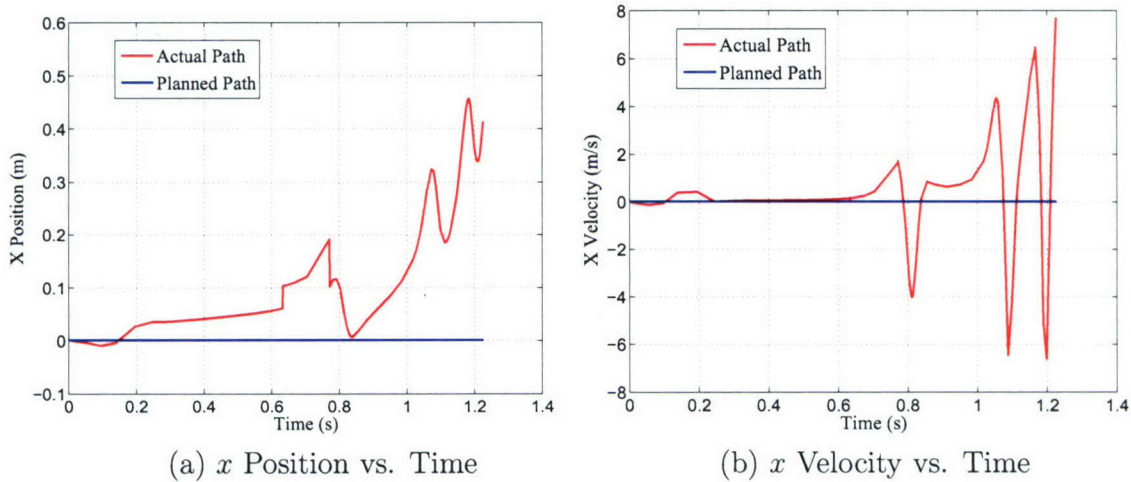 0.6
0.5
0.4
0.3
0.2
0.1
0
−0.1
X Position (m)
Actual Path
Planned Path
0 0.2 0.4 0.6 0.8 1 1.2 1.4
Time (s)
(a) x Position vs. Time
8
6
4
2
0
−2
−4
−6
−8
X Velocity (m/s)
Actual Path
Planned Path
0 0.2 0.4 0.6 0.8 1 1.2 1.4
Time (s)
(b) x Velocity vs. Time